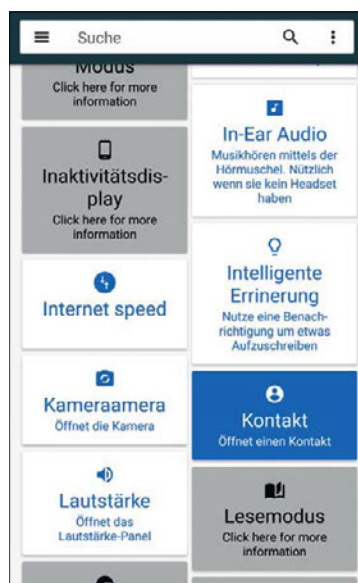 Suche
Modus
Click here for more
information
Inaktivitätsdis-
play
Click here for more
information
Internet speed
Kameraamera
Öffnet die Kamera
Lautstärke
Öffnet das
Lautstärke-Panel
In-Ear Audio
Musikhören mittels der
Hörmuschel. Nützlich
wenn sie kein Headset
haben
Intelligente
Errinerung
Nutze eine Benach-
richtigung um etwas
Aufzuschreiben
Kontakt
Öffnet einen Kontakt
Lesemodus
Click here for more
information